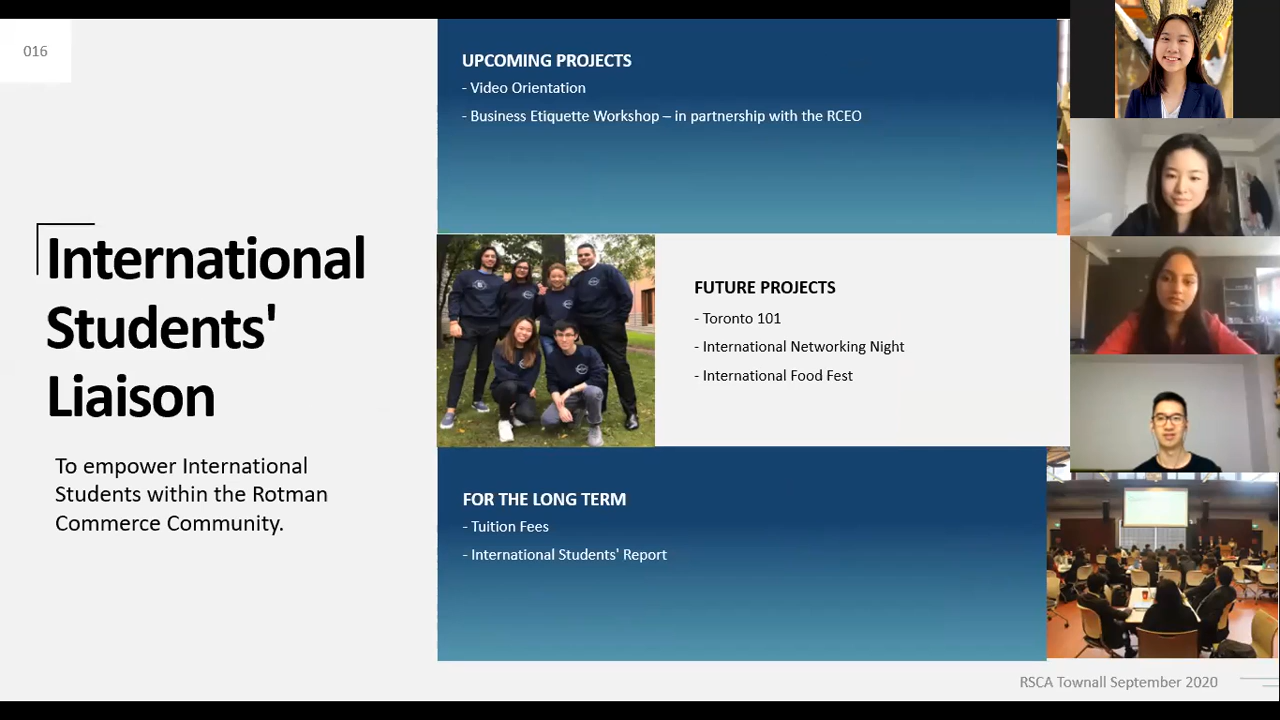 016
International
Students'
Liaison
To empower International
Students within the Rotman
Commerce Community.
UPCOMING PROJECTS
- Video Orientation
- Business Etiquette Workshop – in partnership with the RCEO
FUTURE PROJECTS
- Toronto 101
- International Networking Night
- International Food Fest
FOR THE LONG TERM
- Tuition Fees
- International Students' Report
RSCA Townall September 2020